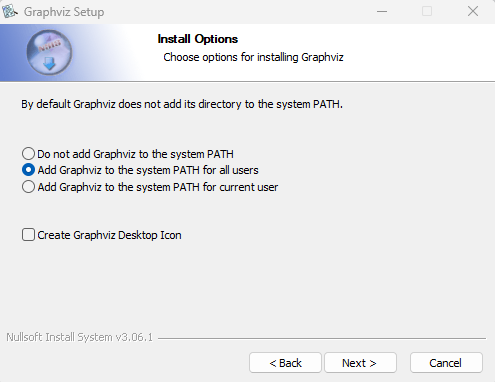 Graphviz Setup
Install Options
Choose options for installing Graphviz
By default Graphviz does not add its directory to the system PATH.
Do not add Graphviz to the system PATH
Add Graphviz to the system PATH for all users
Add Graphviz to the system PATH for current user
Create Graphviz Desktop Icon
Nullsoft Install System v3.06.1
< Back Next > Cancel